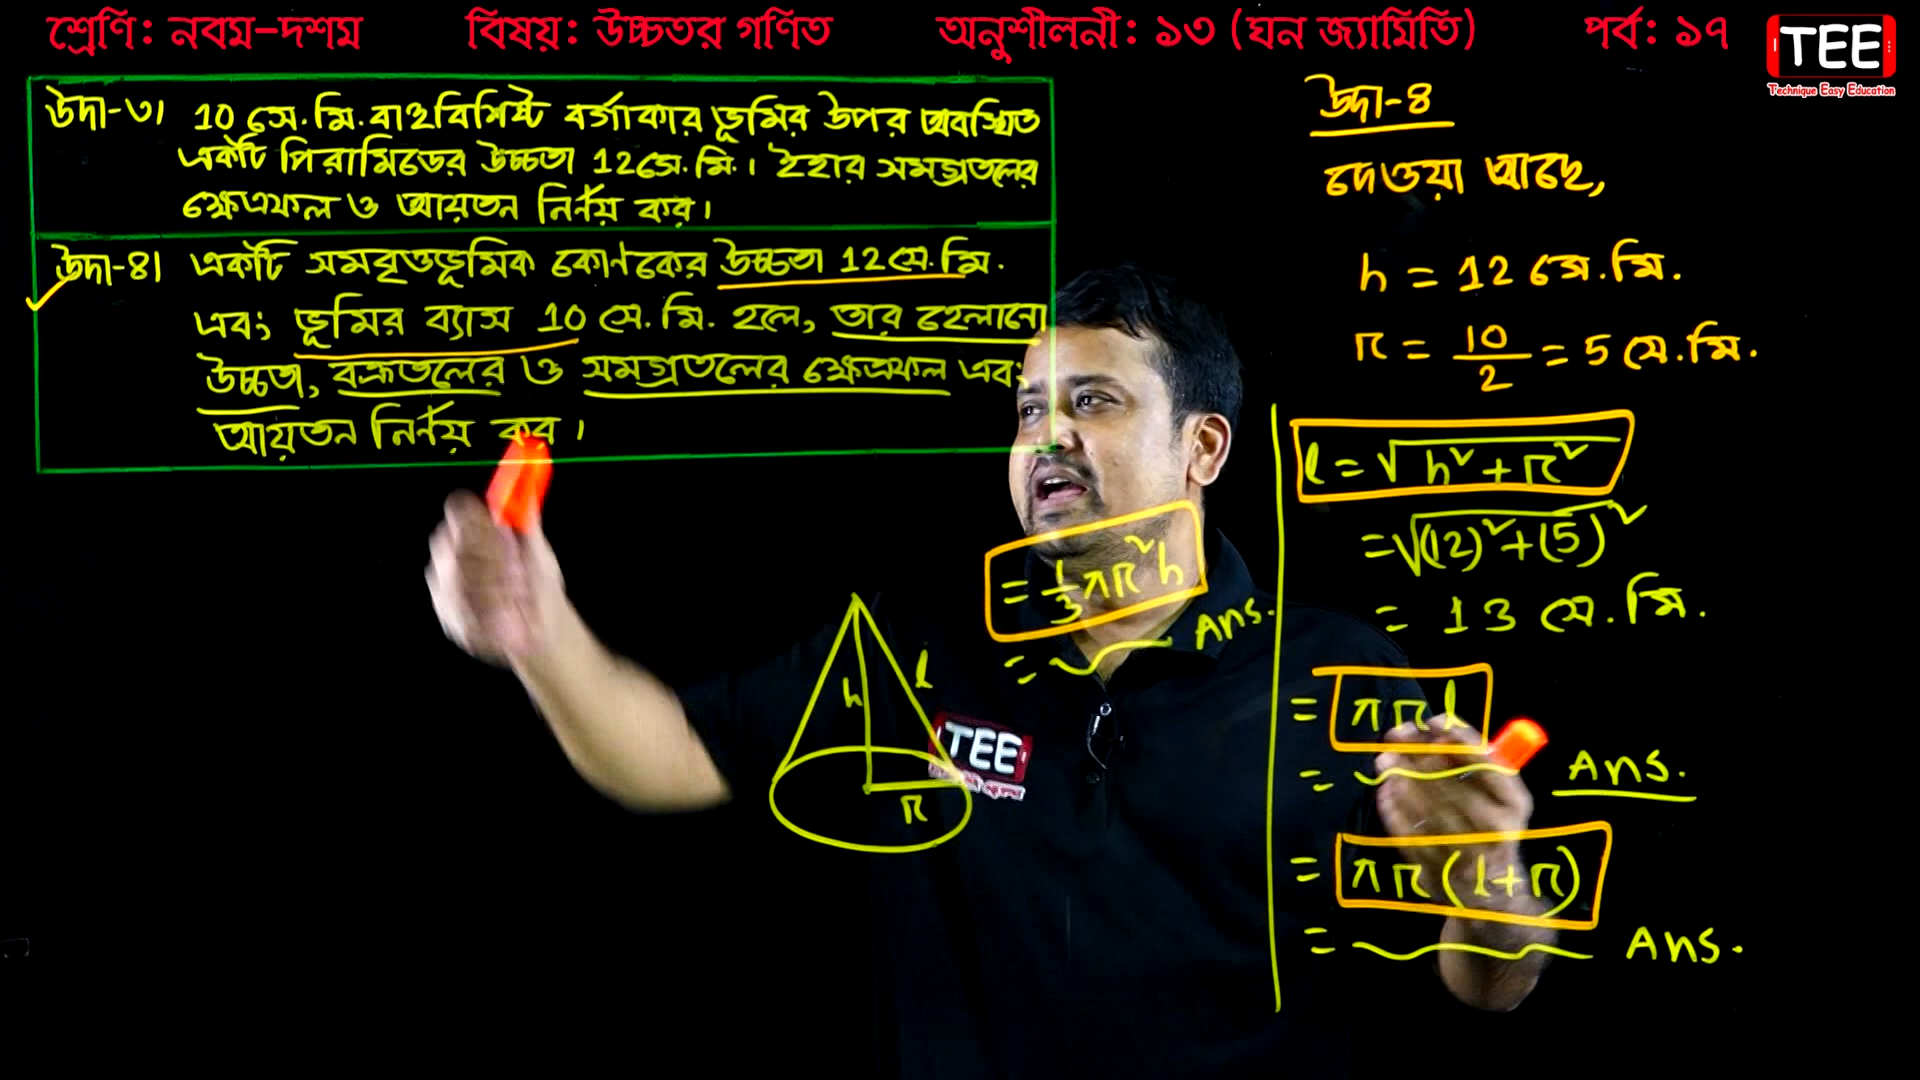 শ্রেণি: নবম-দশম বিষয়: উচ্চতর গণিত অনুশীলনী: ১৩ (ঘন জ্যামিতি) পর্ব: ১৭
TEE
Technique Easy Education
উদা-৩। 10 সে.মি. বাহুবিশিষ্ট বর্গাকার ভূমির উপর অবস্থিত
একটি পিরামিডের উচ্চতা 12 সে.মি.। ইহার সমগ্রতলের
ক্ষেত্রফল ও আয়তন নির্ণয় কর।
উদা-৪। একটি সমবৃত্তভূমিক কোণকের উচ্চতা 12 সে.মি.
এবং ভূমির ব্যাস 10 সে.মি. হলে, তার হেলানো
উচ্চতা, বক্রতলের ও সমগ্রতলের ক্ষেত্রফল এবং
আয়তন নির্ণয় কর।
h
l
r
= 1/3 πr²h
= Ans.
TEE
উদা-৪
দেওয়া আছে,
h = 12 সে.মি.
r = 10/2 = 5 সে.মি.
l = √h² + r²
= √(12)² + (5)²
= 13 সে.মি.
= πrl
= Ans.
= πr(l+r)
= Ans.